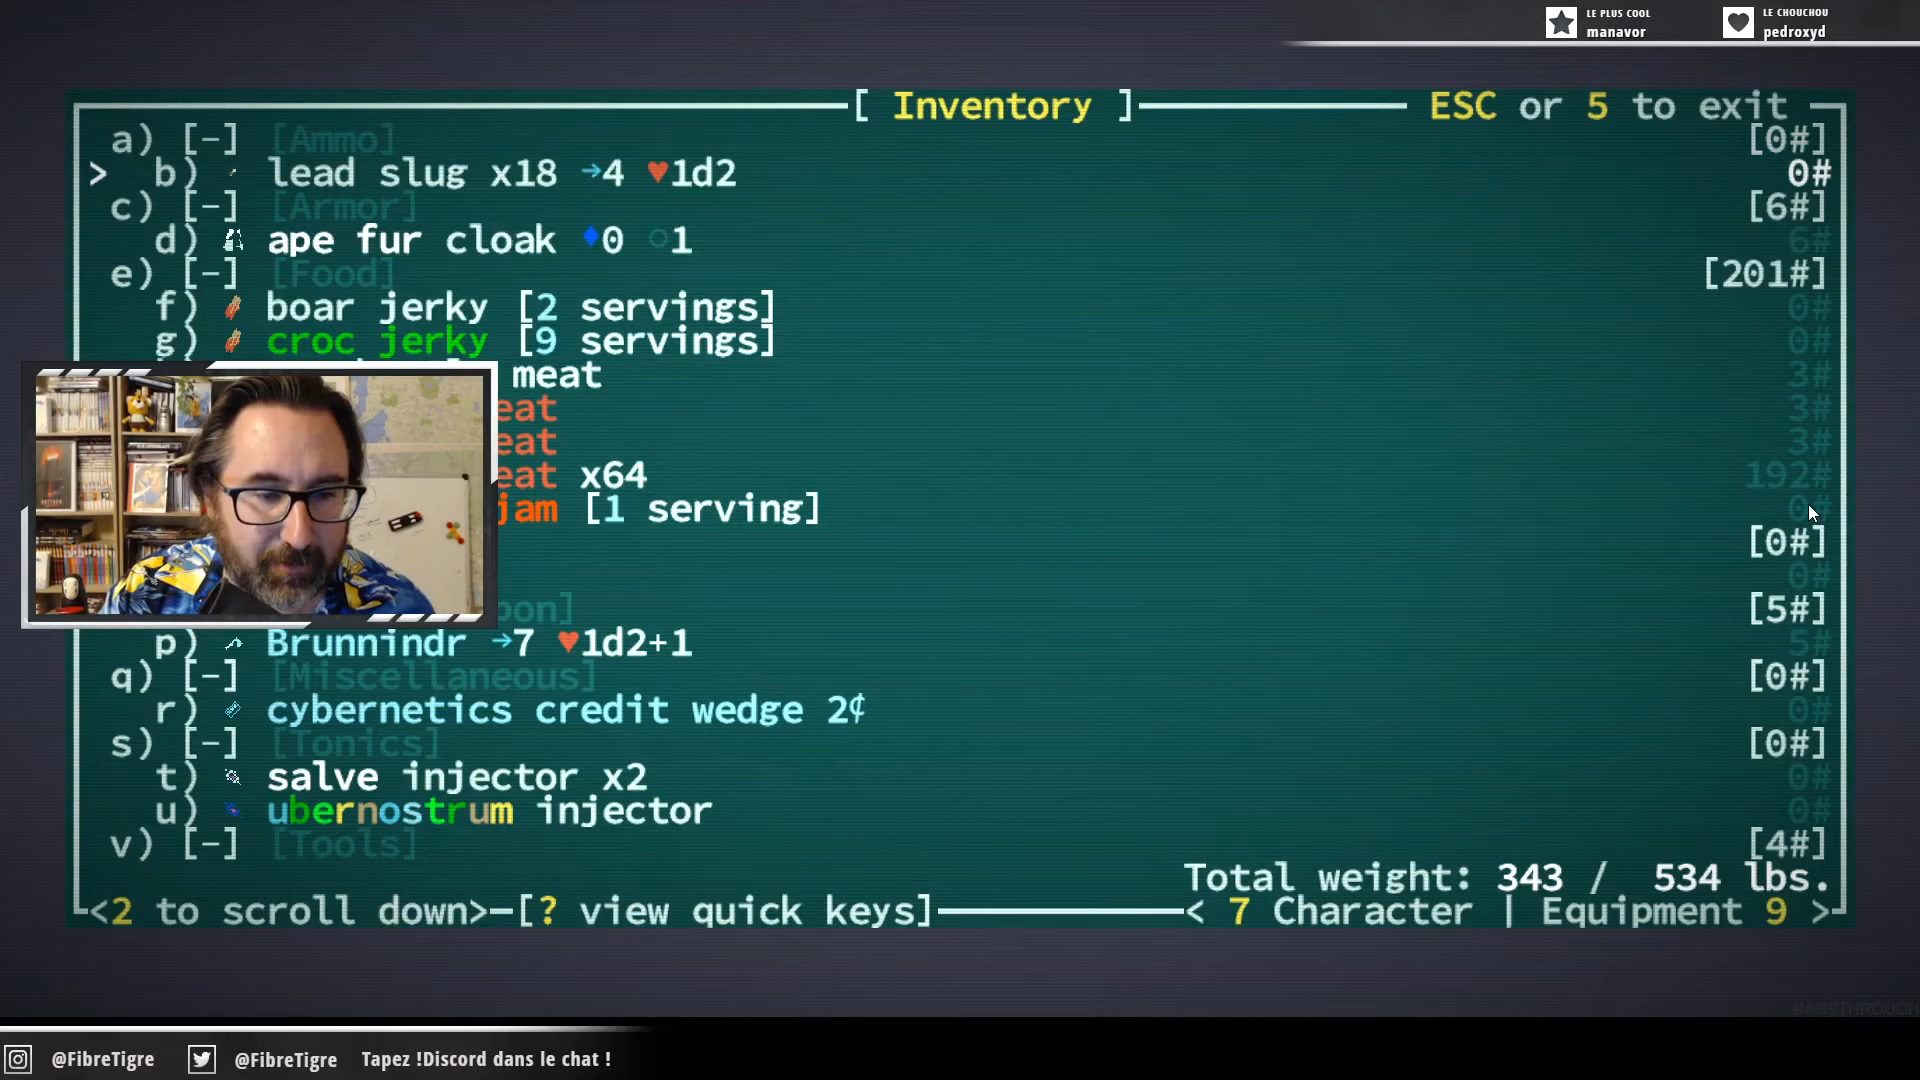 LE PLUS COOL
manavor
LE CHOUCHOU
pedroxyd
[ Inventory ] ESC or 5 to exit
a) [-] [Ammo] [0#]
> b) lead slug x18 →4 ♥1d2 0#
c) [-] [Armor] [6#]
d) ape fur cloak ♦0 ○1 6#
e) [-] [Food] [201#]
f) boar jerky [2 servings] 0#
g) croc jerky [9 servings] 0#
meat 3#
eat 3#
eat 3#
eat x64 192#
jam [1 serving] 0#
[0#]
0#
pon] [5#]
p) Brunnindr →7 ♥1d2+1 5#
q) [-] [Miscellaneous] [0#]
r) cybernetics credit wedge 2¢ 0#
s) [-] [Tonics] [0#]
t) salve injector x2 0#
u) ubernostrum injector 0#
v) [-] [Tools] [4#]
Total weight: 343 / 534 lbs.
<2 to scroll down> [? view quick keys] < 7 Character | Equipment 9 >
@FibreTigre @FibreTigre Tapez !Discord dans le chat !